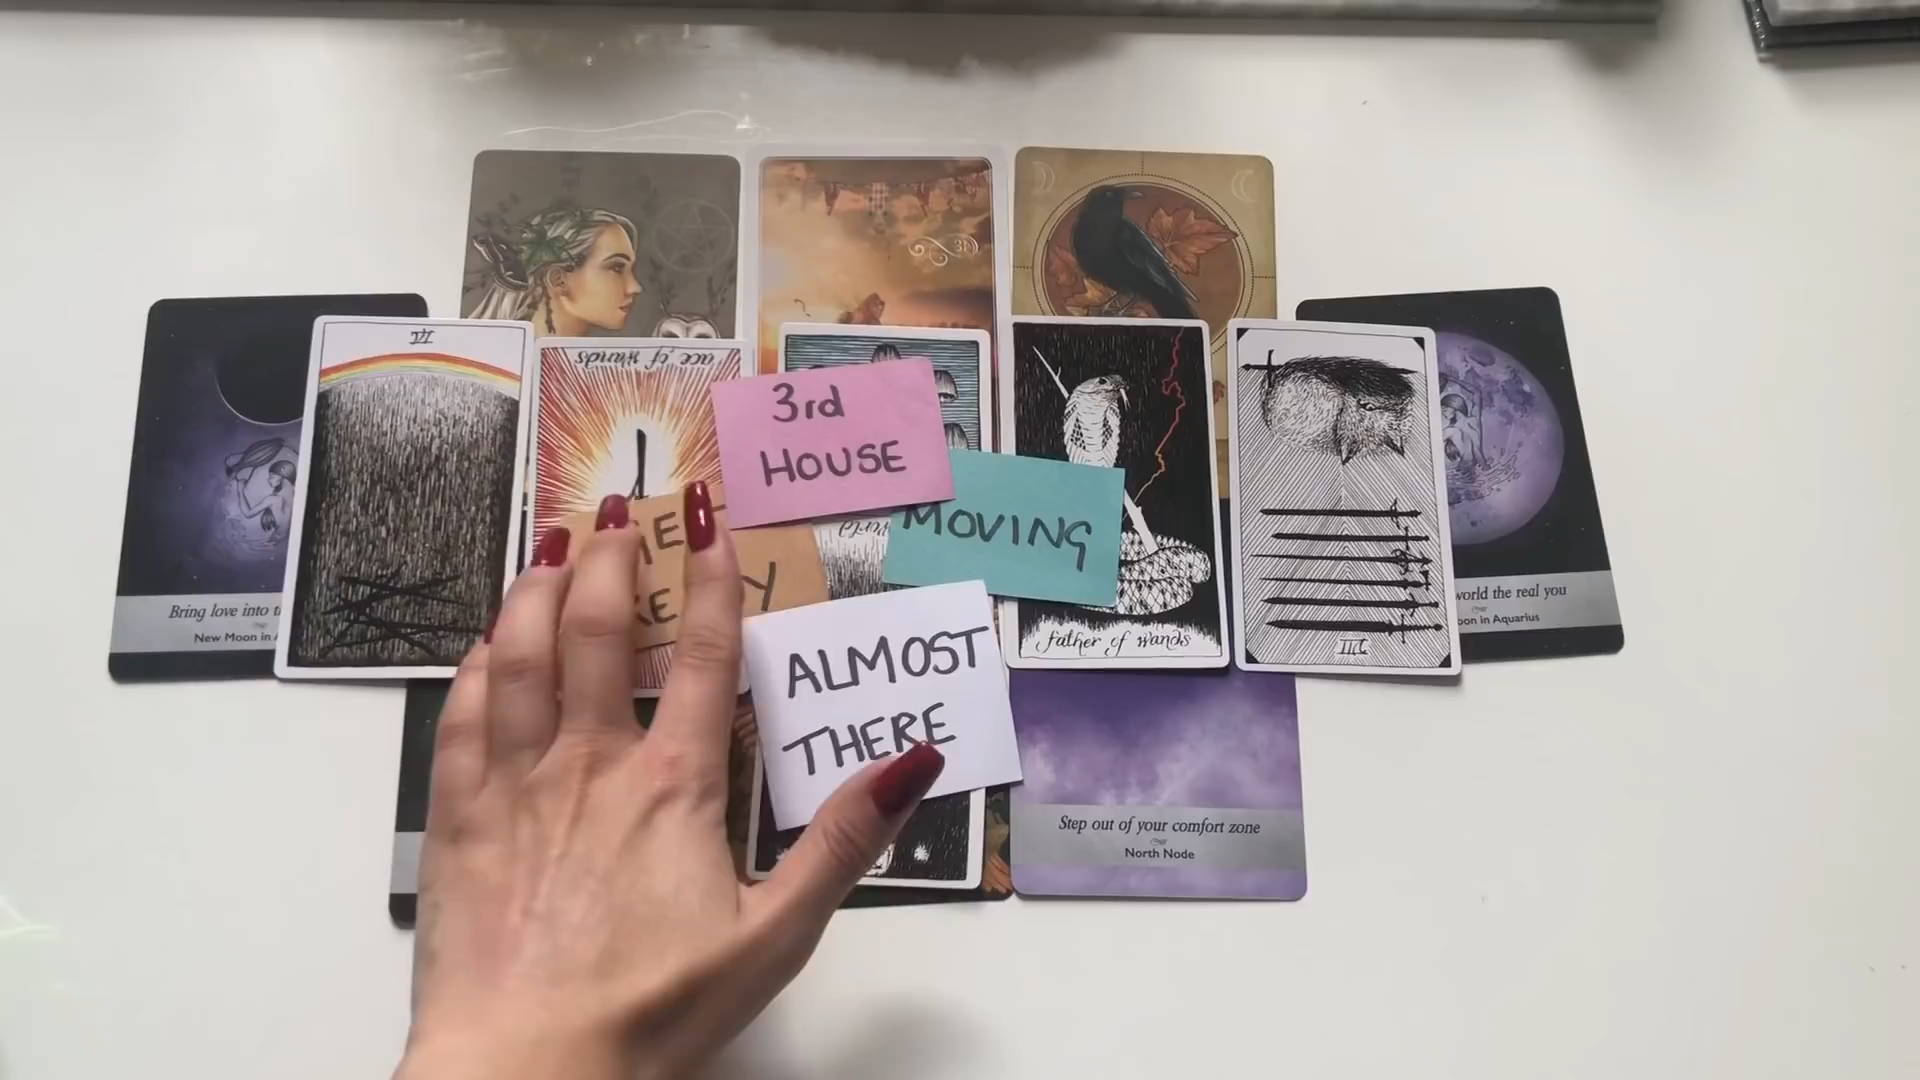 31
ace of wands
3rd
HOUSE
MOVING
ALMOST
THERE
Father of wands
Bring love into
New Moon in
world the real you
in Aquarius
Step out of your comfort zone
North Node